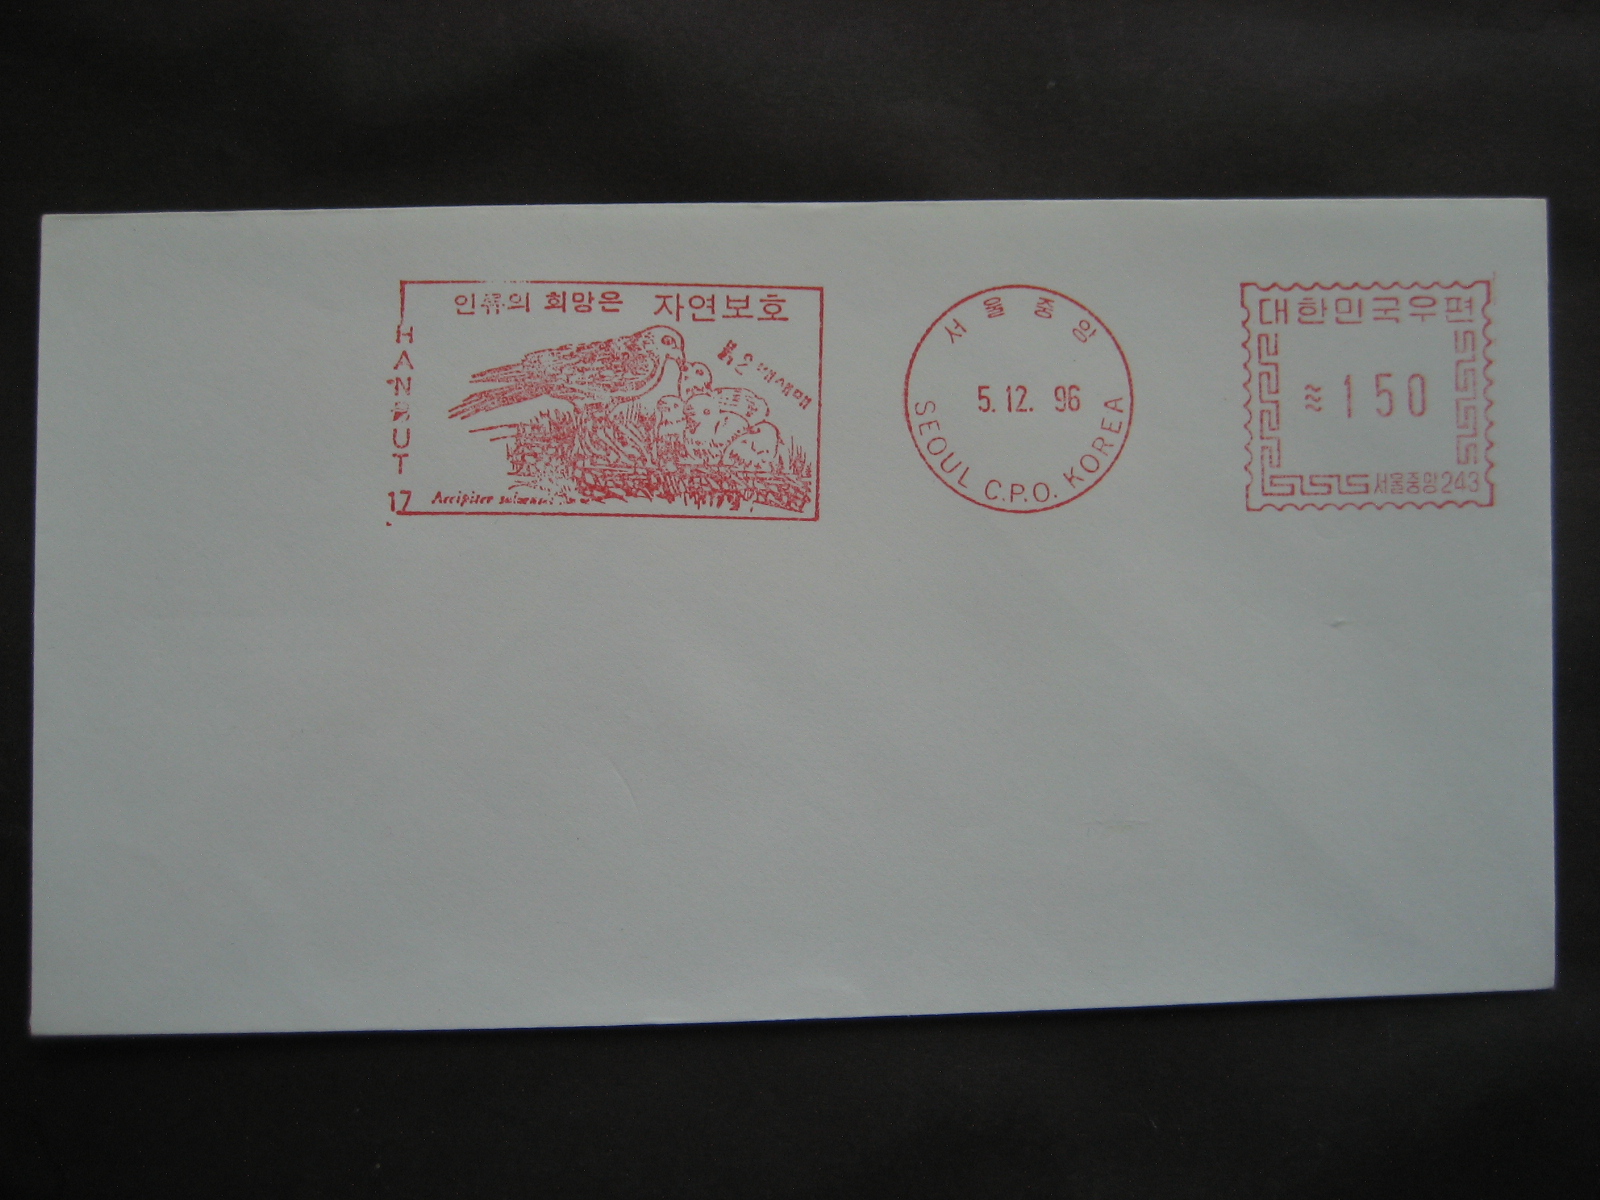 인류의 희망은 자연보호
HANRUT
17
Accipiter
서울중앙
5.12. 96
SEOUL C.P.O. KOREA
대한민국우편
150
서울중앙243